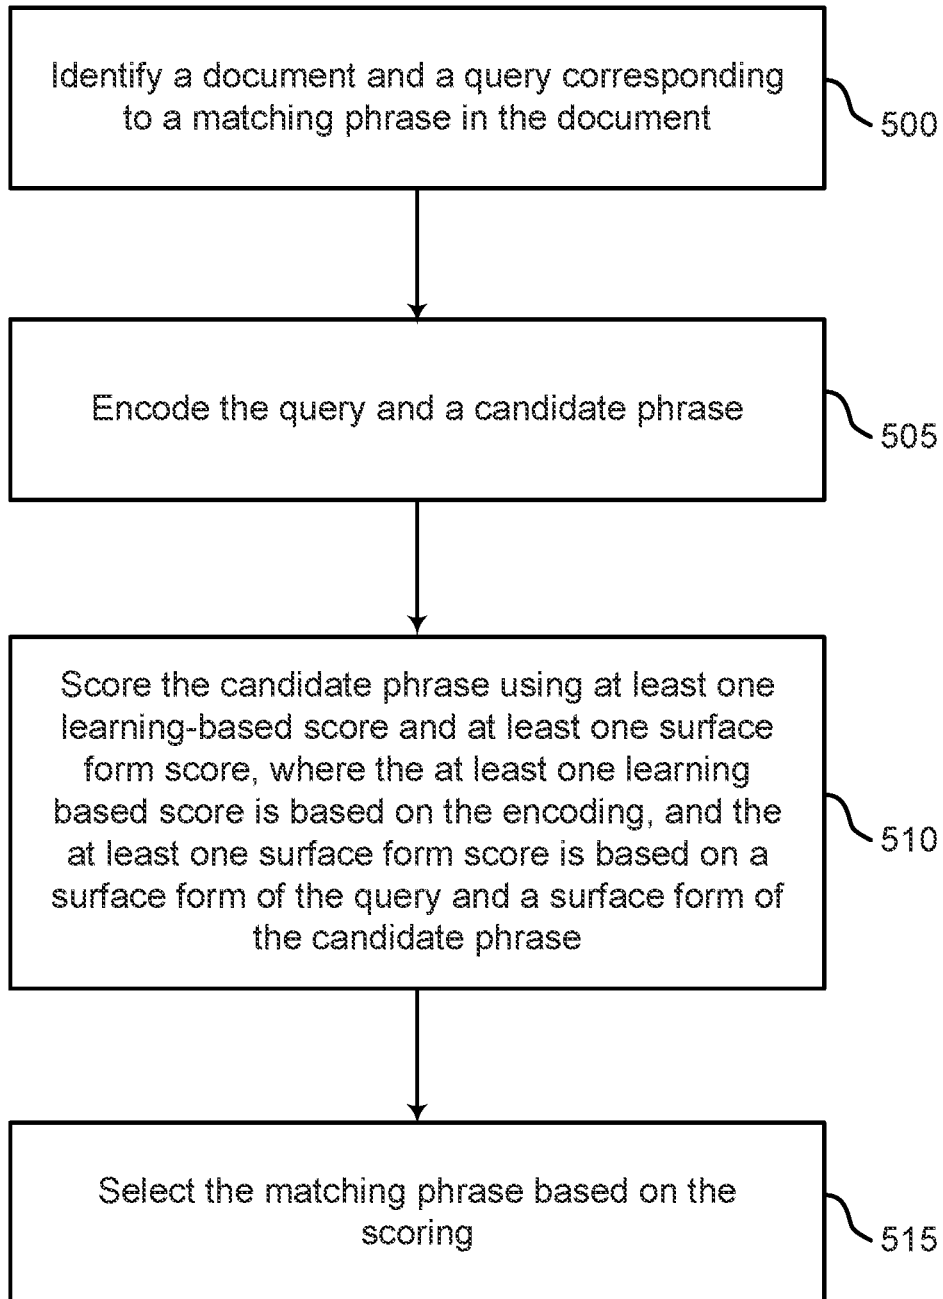 Identify a document and a query corresponding
to a matching phrase in the document
500
Encode the query and a candidate phrase
505
Score the candidate phrase using at least one
learning-based score and at least one surface
form score, where the at least one learning
based score is based on the encoding, and the
at least one surface form score is based on a
surface form of the query and a surface form of
the candidate phrase
510
Select the matching phrase based on the
scoring
515